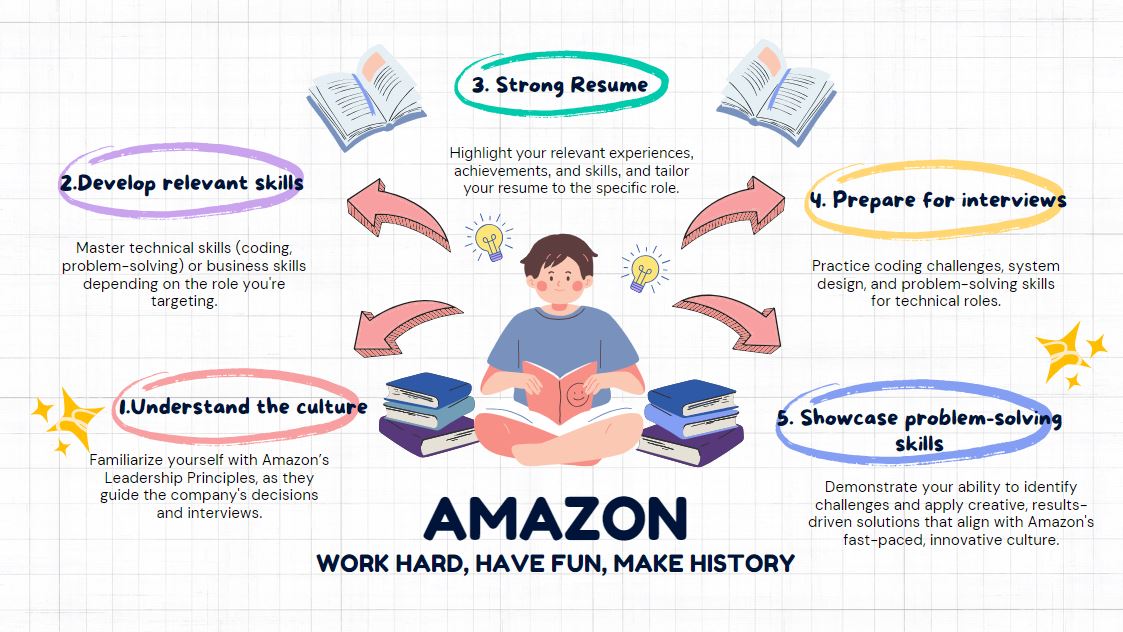 3. Strong Resume
Highlight your relevant experiences,
achievements, and skills, and tailor
your resume to the specific role.
2.Develop relevant skills
Master technical skills (coding,
problem-solving) or business skills
depending on the role you're
targeting.
4. Prepare for interviews
Practice coding challenges, system
design, and problem-solving skills
for technical roles.
1.Understand the culture
Familiarize yourself with Amazon's
Leadership Principles, as they
guide the company's decisions
and interviews.
5. Showcase problem-solving
skills
Demonstrate your ability to identify
challenges and apply creative, results-
driven solutions that align with Amazon's
fast-paced, innovative culture.
AMAZON
WORK HARD, HAVE FUN, MAKE HISTORY